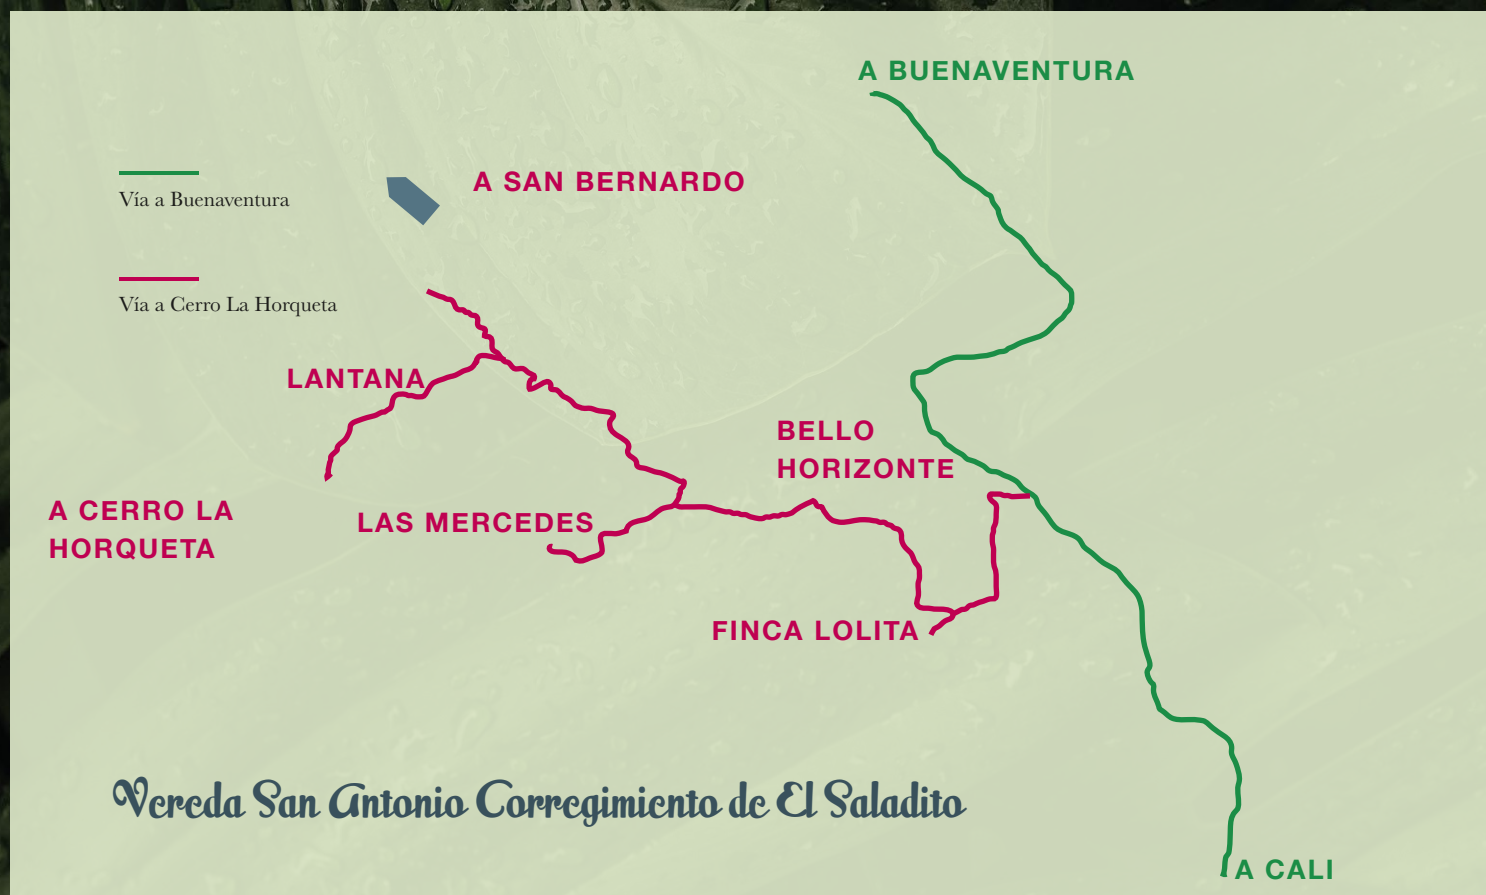 A BUENAVENTURA
A SAN BERNARDO
Vía a Buenaventura
Vía a Cerro La Horqueta
LANTANA
BELLO
HORIZONTE
A CERRO LA
HORQUETA
LAS MERCEDES
FINCA LOLITA
Vereda San Antonio Corregimiento de El Saladito
A CALI